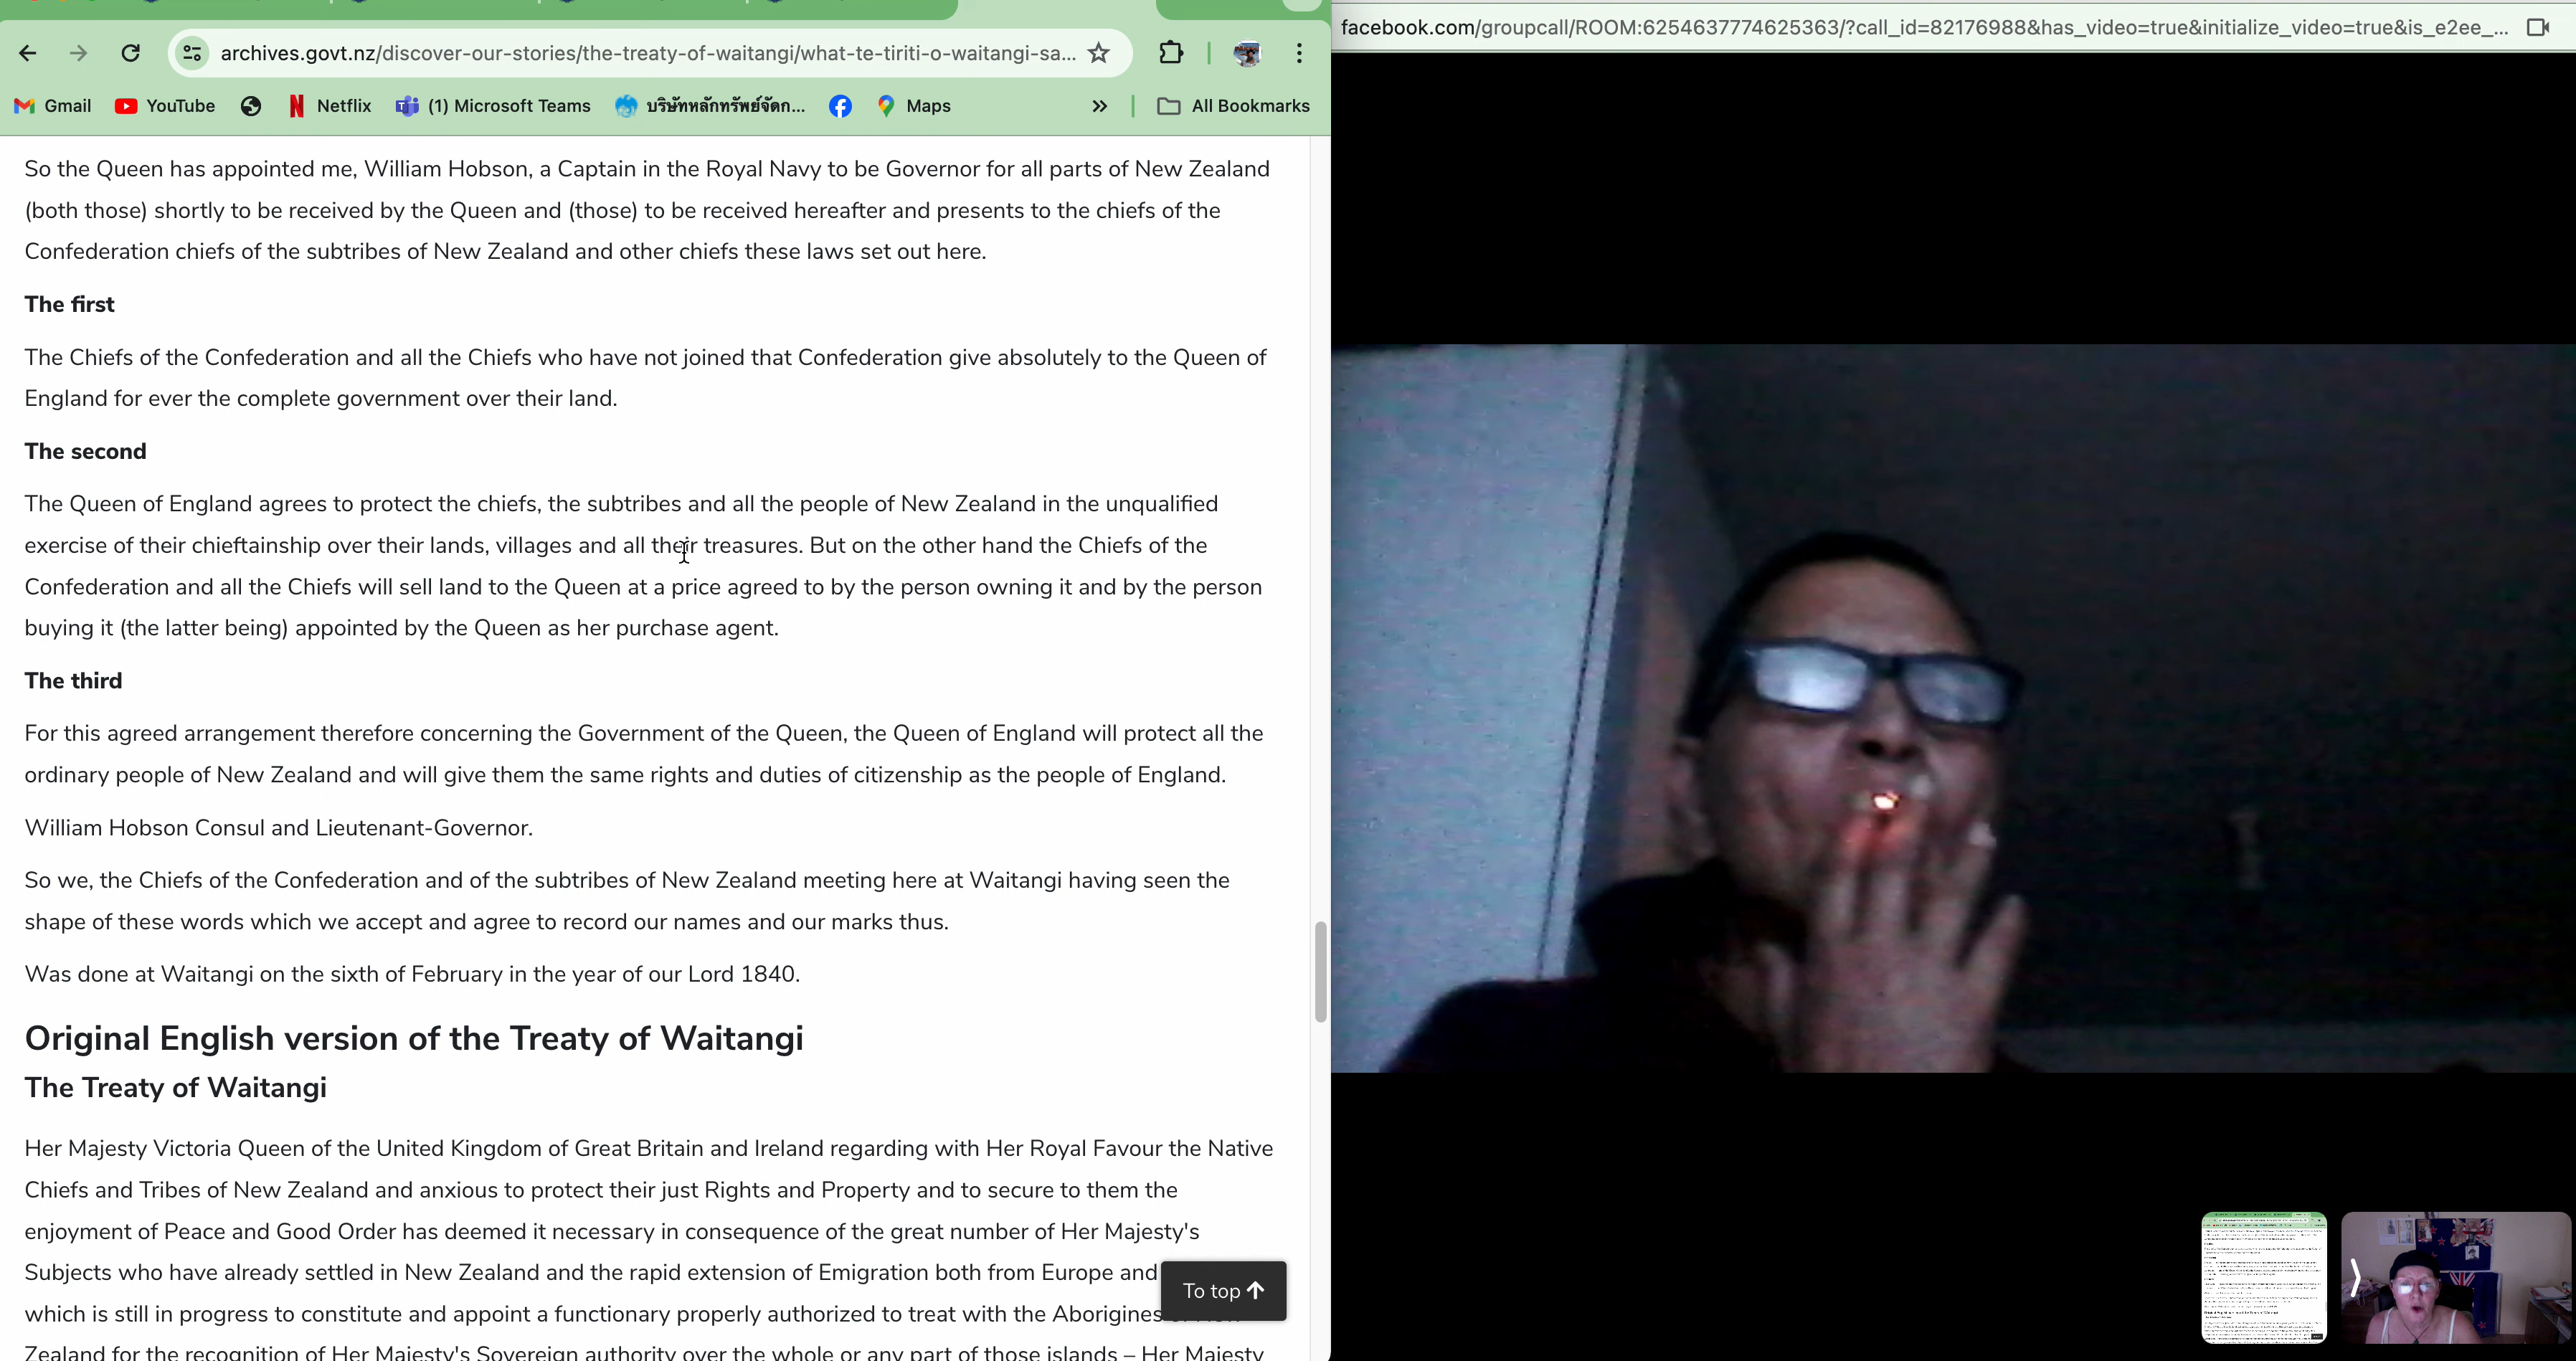 archives.govt.nz/discover-our-stories/the-treaty-of-waitangi/what-te-tiriti-o-waitangi-sa...
facebook.com/groupcall/ROOM:6254637774625363/?call_id=82176988&has_video=true&initialize_video=true&is_e2ee_...
Gmail
YouTube
Netflix
(1) Microsoft Teams
บริษัทหลักทรัพย์จัดก...
Maps
All Bookmarks
So the Queen has appointed me, William Hobson, a Captain in the Royal Navy to be Governor for all parts of New Zealand
(both those) shortly to be received by the Queen and (those) to be received hereafter and presents to the chiefs of the
Confederation chiefs of the subtribes of New Zealand and other chiefs these laws set out here.
The first
The Chiefs of the Confederation and all the Chiefs who have not joined that Confederation give absolutely to the Queen of
England for ever the complete government over their land.
The second
The Queen of England agrees to protect the chiefs, the subtribes and all the people of New Zealand in the unqualified
exercise of their chieftainship over their lands, villages and all their treasures. But on the other hand the Chiefs of the
Confederation and all the Chiefs will sell land to the Queen at a price agreed to by the person owning it and by the person
buying it (the latter being) appointed by the Queen as her purchase agent.
The third
For this agreed arrangement therefore concerning the Government of the Queen, the Queen of England will protect all the
ordinary people of New Zealand and will give them the same rights and duties of citizenship as the people of England.
William Hobson Consul and Lieutenant-Governor.
So we, the Chiefs of the Confederation and of the subtribes of New Zealand meeting here at Waitangi having seen the
shape of these words which we accept and agree to record our names and our marks thus.
Was done at Waitangi on the sixth of February in the year of our Lord 1840.
Original English version of the Treaty of Waitangi
The Treaty of Waitangi
Her Majesty Victoria Queen of the United Kingdom of Great Britain and Ireland regarding with Her Royal Favour the Native
Chiefs and Tribes of New Zealand and anxious to protect their just Rights and Property and to secure to them the
enjoyment of Peace and Good Order has deemed it necessary in consequence of the great number of Her Majesty's
Subjects who have already settled in New Zealand and the rapid extension of Emigration both from Europe and
To top
which is still in progress to constitute and appoint a functionary properly authorized to treat with the Aborigines
Zealand for the recognition of Her Majesty's Sovereign authority over the whole or any part of those islands – Her Majesty